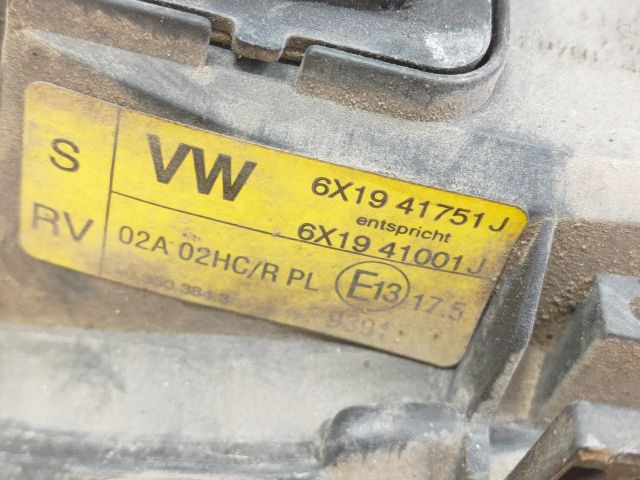 S
VW
6X19 41751 J
entspricht
6X19 41001 J
RV
02A 02HC/R PL E13 17.5